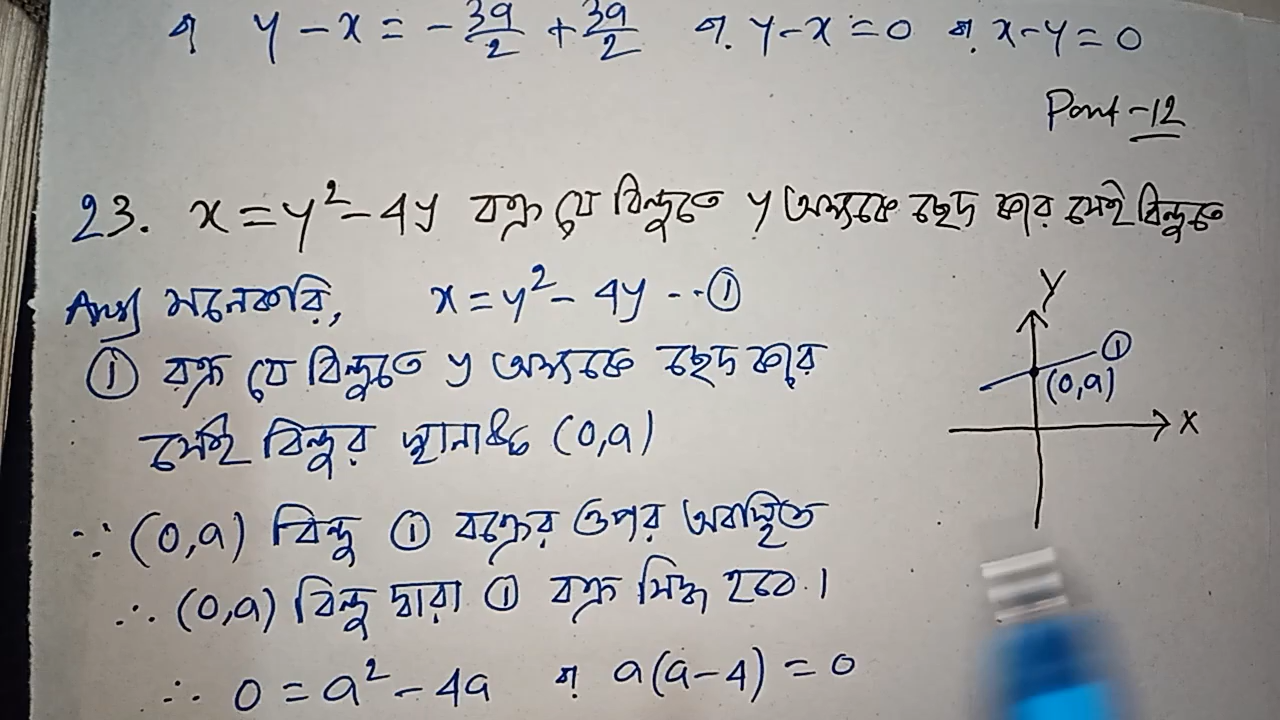 বা y - x = - 3a/2 + 3a/2 বা. y - x = 0 বা. x - y = 0
Part - 12
23. x = y² - 4y বক্র যে বিন্দুতে y অক্ষকে ছেদ করে সেই বিন্দুতে
Ans/ মনেকরি, x = y² - 4y - - ①
① বক্র যে বিন্দুতে y অক্ষকে ছেদ করে
সেই বিন্দুর স্থানাঙ্ক (0,a)
∵ (0,a) বিন্দু ① বক্রের ওপর অবস্থিত
∴ (0,a) বিন্দু দ্বারা ① বক্র সিদ্ধ হবে।
∴ 0 = a² - 4a বা a(a-4) = 0
Y
①
(0,a)
X